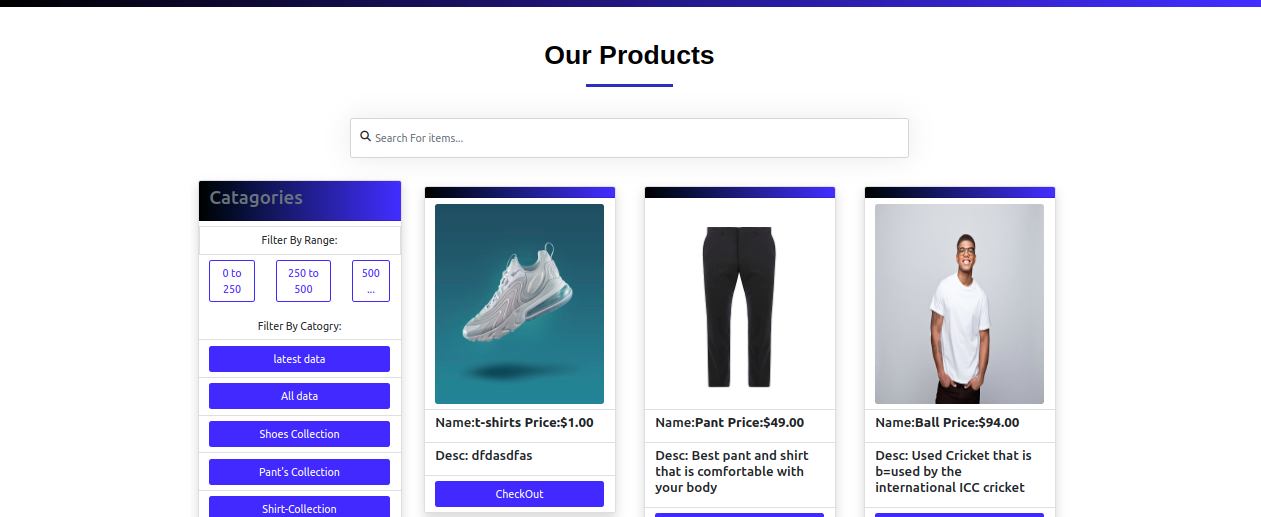 Our Products
Search For items...
Catagories
Filter By Range:
0 to
250
250 to
500
500
...
Filter By Catogry:
latest data
All data
Shoes Collection
Pant's Collection
Shirt-Collection
Name:t-shirts Price:$1.00
Desc: dfdasdfas
CheckOut
Name:Pant Price:$49.00
Desc: Best pant and shirt
that is comfortable with
your body
Name:Ball Price:$94.00
Desc: Used Cricket that is
b=used by the
international ICC cricket